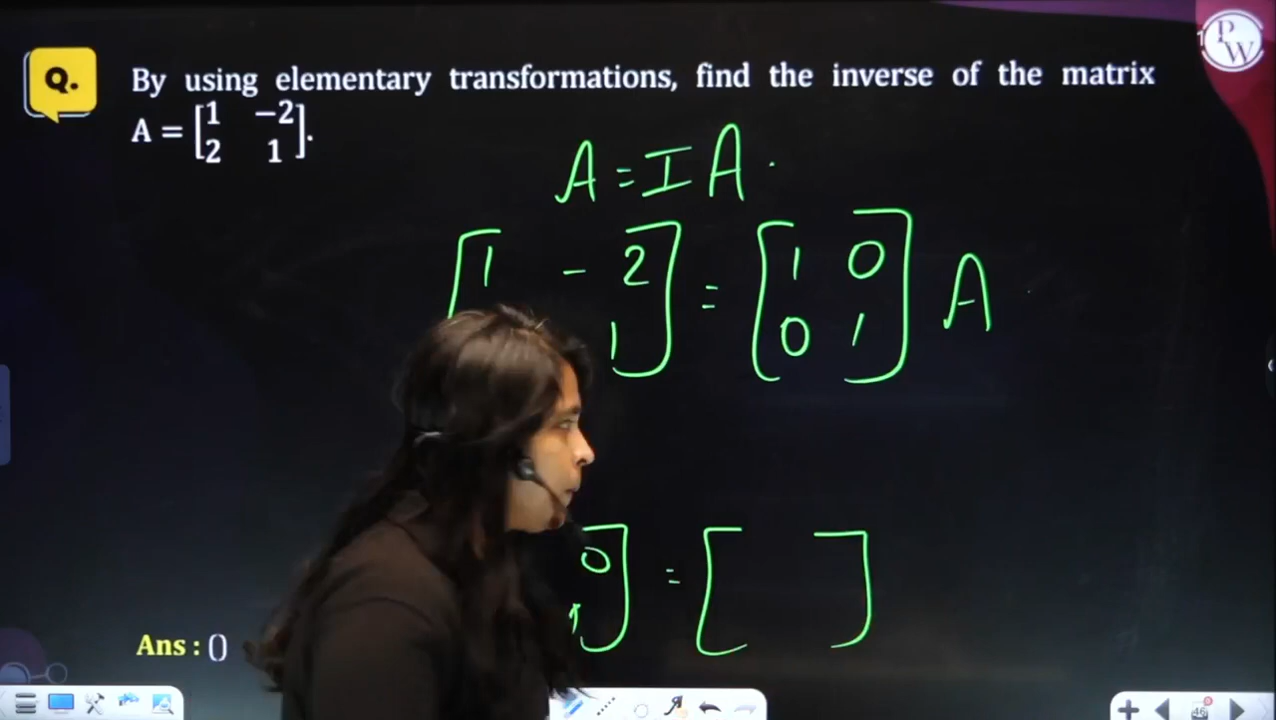 Q. By using elementary transformations, find the inverse of the matrix
A = [1 -2
2 1].
A = I A .
[1 -2
1] = [1 0
0 1] A
0] = [ ]
Ans : ()
PW
46